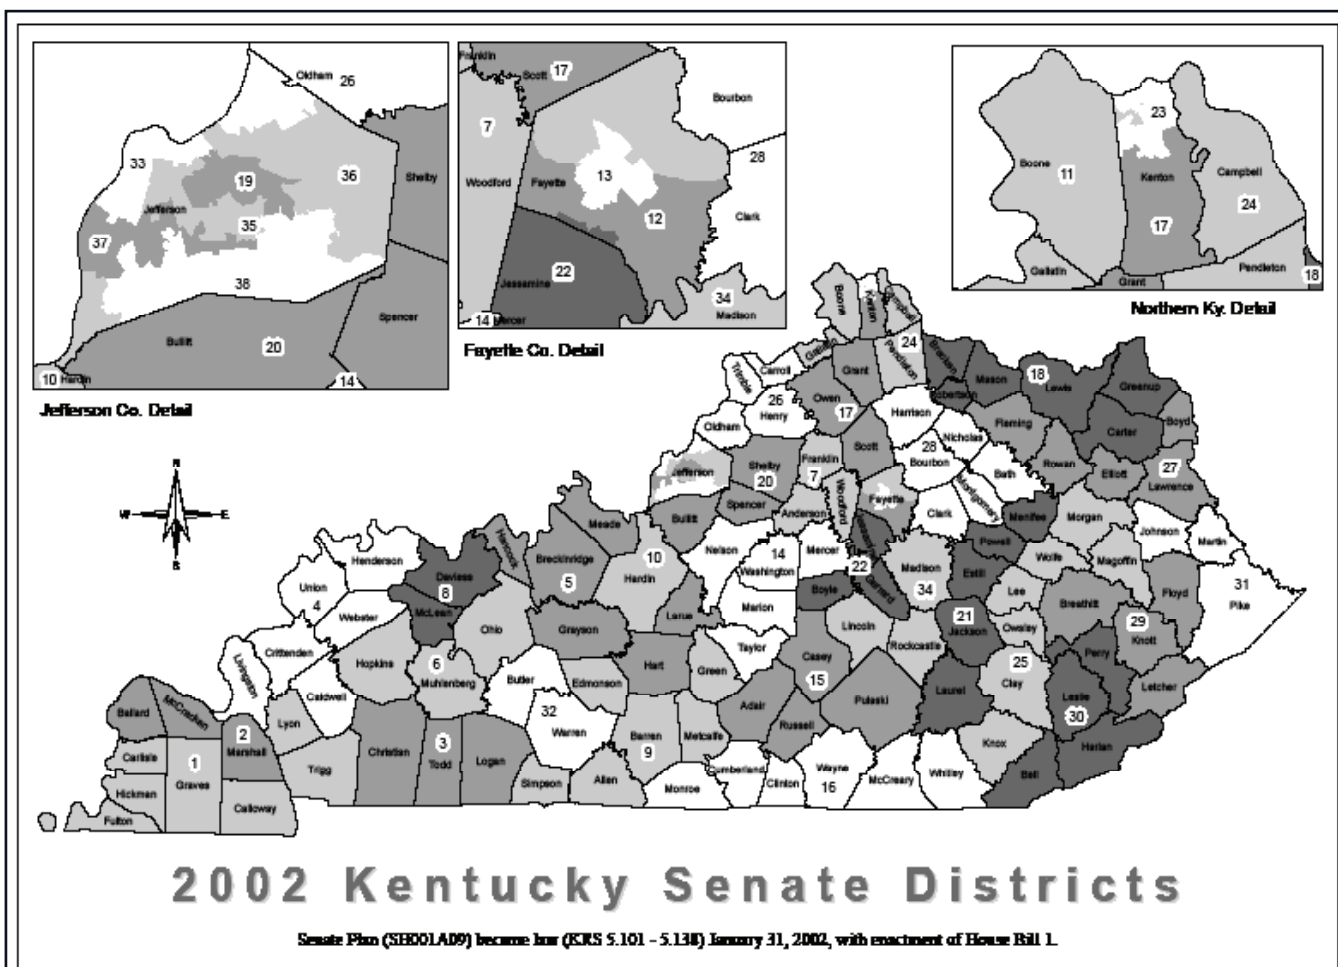 Oldham 26
33
19
36
Shelby
Jefferson
35
37
38
Spencer
Bullitt
20
10 Hardin
14
Jefferson Co. Detail
Franklin
Scott 17
Bourbon
7
28
Woodford
Fayette
13
12
Clark
22
Jessamine
34
Madison
14 Mercer
Fayette Co. Detail
23
Boone
11
Kenton
Campbell
24
17
Gallatin
Grant
Pendleton
18
Northern Ky. Detail
N
W E
S
Boone
Kenton
Campbell
Gallatin
Carroll
Trimble
24
Pendleton
Bracken
Grant
Mason
18
Lewis
Greenup
Robertson
26
Henry
Owen
17
Harrison
Oldham
Nicholas
Fleming
Carter
Boyd
Scott
28
Bourbon
Jefferson
Shelby
20
Franklin
7
Bath
Rowan
Elliott
27
Lawrence
Woodford
Fayette
Montgomery
Spencer
Anderson
Clark
Menifee
Morgan
Meade
Bullitt
Powell
Johnson
Martin
Hancock
Nelson
14
Washington
Mercer
22
Jessamine
Garrard
Madison
34
Estill
Wolfe
Magoffin
Henderson
Daviess
8
Breckinridge
5
10
Hardin
Boyle
Lee
31
Pike
Union
4
Webster
McLean
Larue
Marion
21
Jackson
Breathitt
Floyd
Ohio
Grayson
Lincoln
Rockcastle
Owsley
29
Knott
Livingston
Crittenden
Hopkins
6
Muhlenberg
Butler
Hart
Taylor
Green
Casey
15
25
Clay
Perry
Caldwell
Edmonson
Pulaski
Laurel
Leslie
30
Letcher
Ballard
McCracken
Lyon
32
Warren
Adair
Russell
2
Marshall
3
Todd
Christian
Logan
Barren
9
Metcalfe
Knox
Harlan
Carlisle
1
Graves
Trigg
Simpson
Allen
Monroe
Cumberland
Clinton
Wayne
16
McCreary
Whitley
Bell
Hickman
Calloway
Fulton
2002 Kentucky Senate Districts
Senate Plan (SH001A09) became law (KRS 5.101 - 5.138) January 31, 2002, with enactment of House Bill 1.